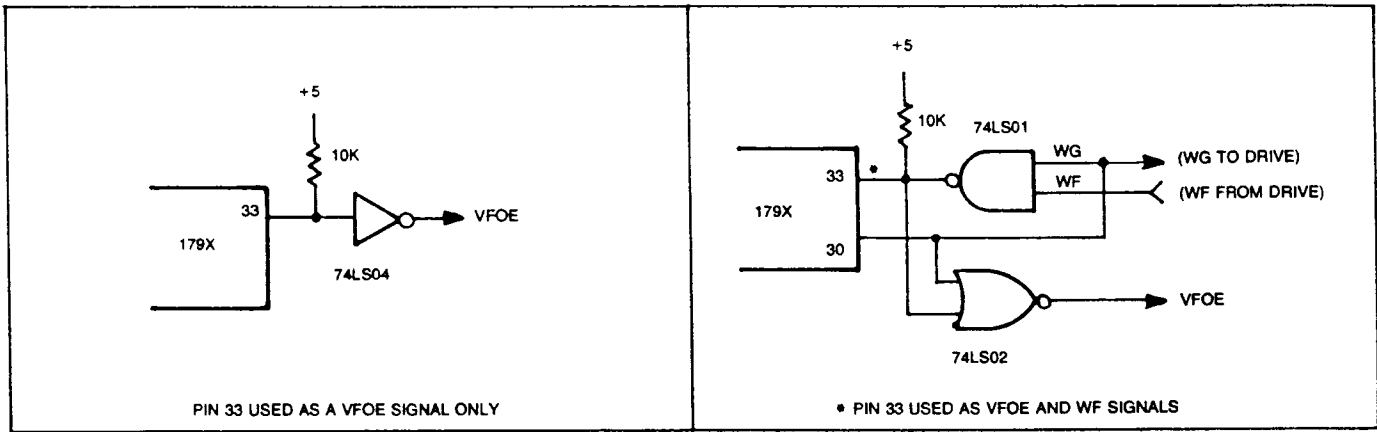 +5
10K
33
VFOE
179X
74LS04
PIN 33 USED AS A VFOE SIGNAL ONLY
+5
10K
74LS01
WG
(WG TO DRIVE)
33
*
WF
(WF FROM DRIVE)
179X
30
VFOE
74LS02
* PIN 33 USED AS VFOE AND WF SIGNALS